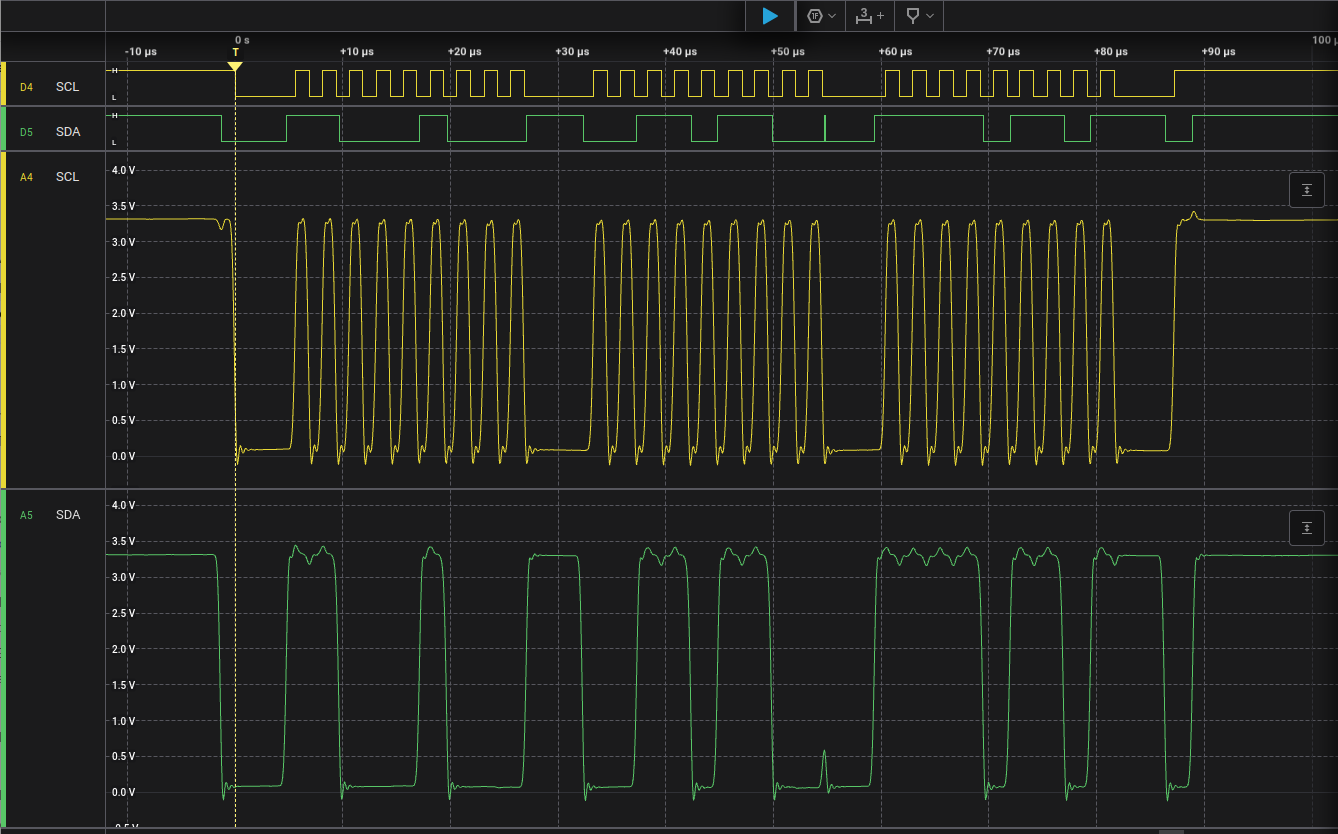 1F 3 +
0 s 100 µ
-10 µs T +10 µs +20 µs +30 µs +40 µs +50 µs +60 µs +70 µs +80 µs +90 µs
D4 SCL H
L
D5 SDA H
L
A4 SCL
4.0 V
3.5 V
3.0 V
2.5 V
2.0 V
1.5 V
1.0 V
0.5 V
0.0 V
A5 SDA
4.0 V
3.5 V
3.0 V
2.5 V
2.0 V
1.5 V
1.0 V
0.5 V
0.0 V